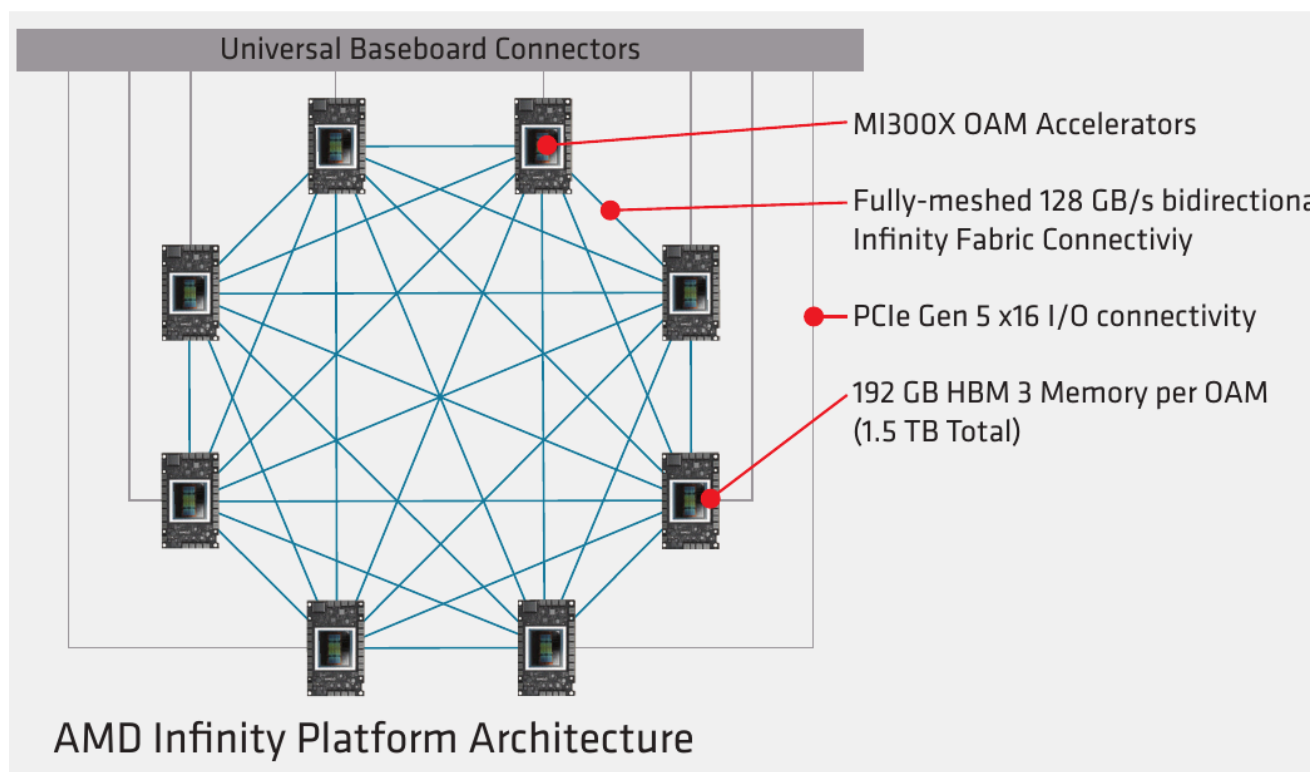 Universal Baseboard Connectors
MI300X OAM Accelerators
Fully-meshed 128 GB/s bidirectiona
Infinity Fabric Connectiviy
PCIe Gen 5 x16 I/O connectivity
192 GB HBM 3 Memory per OAM
(1.5 TB Total)
AMD Infinity Platform Architecture